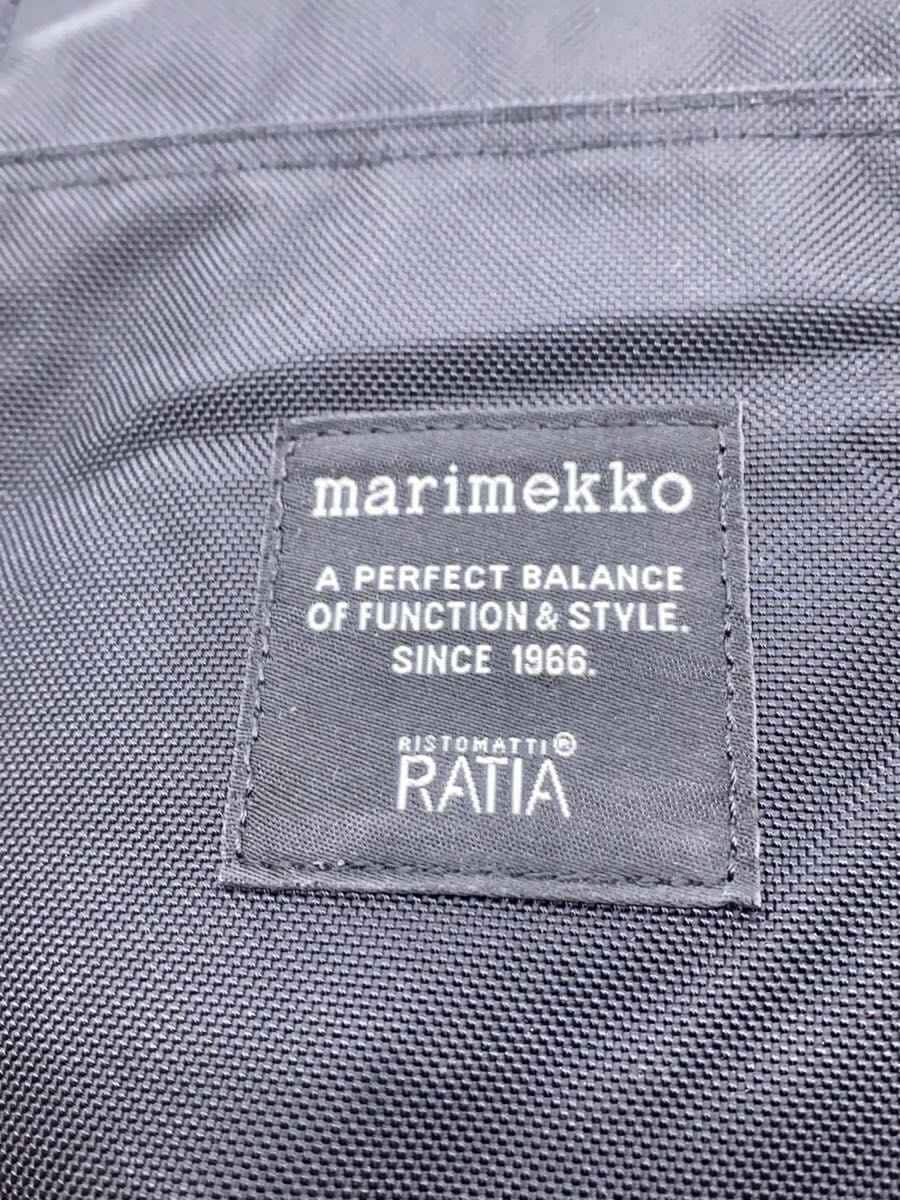 marimekko
A PERFECT BALANCE
OF FUNCTION & STYLE.
SINCE 1966.
RISTOMATTI®
RATIA